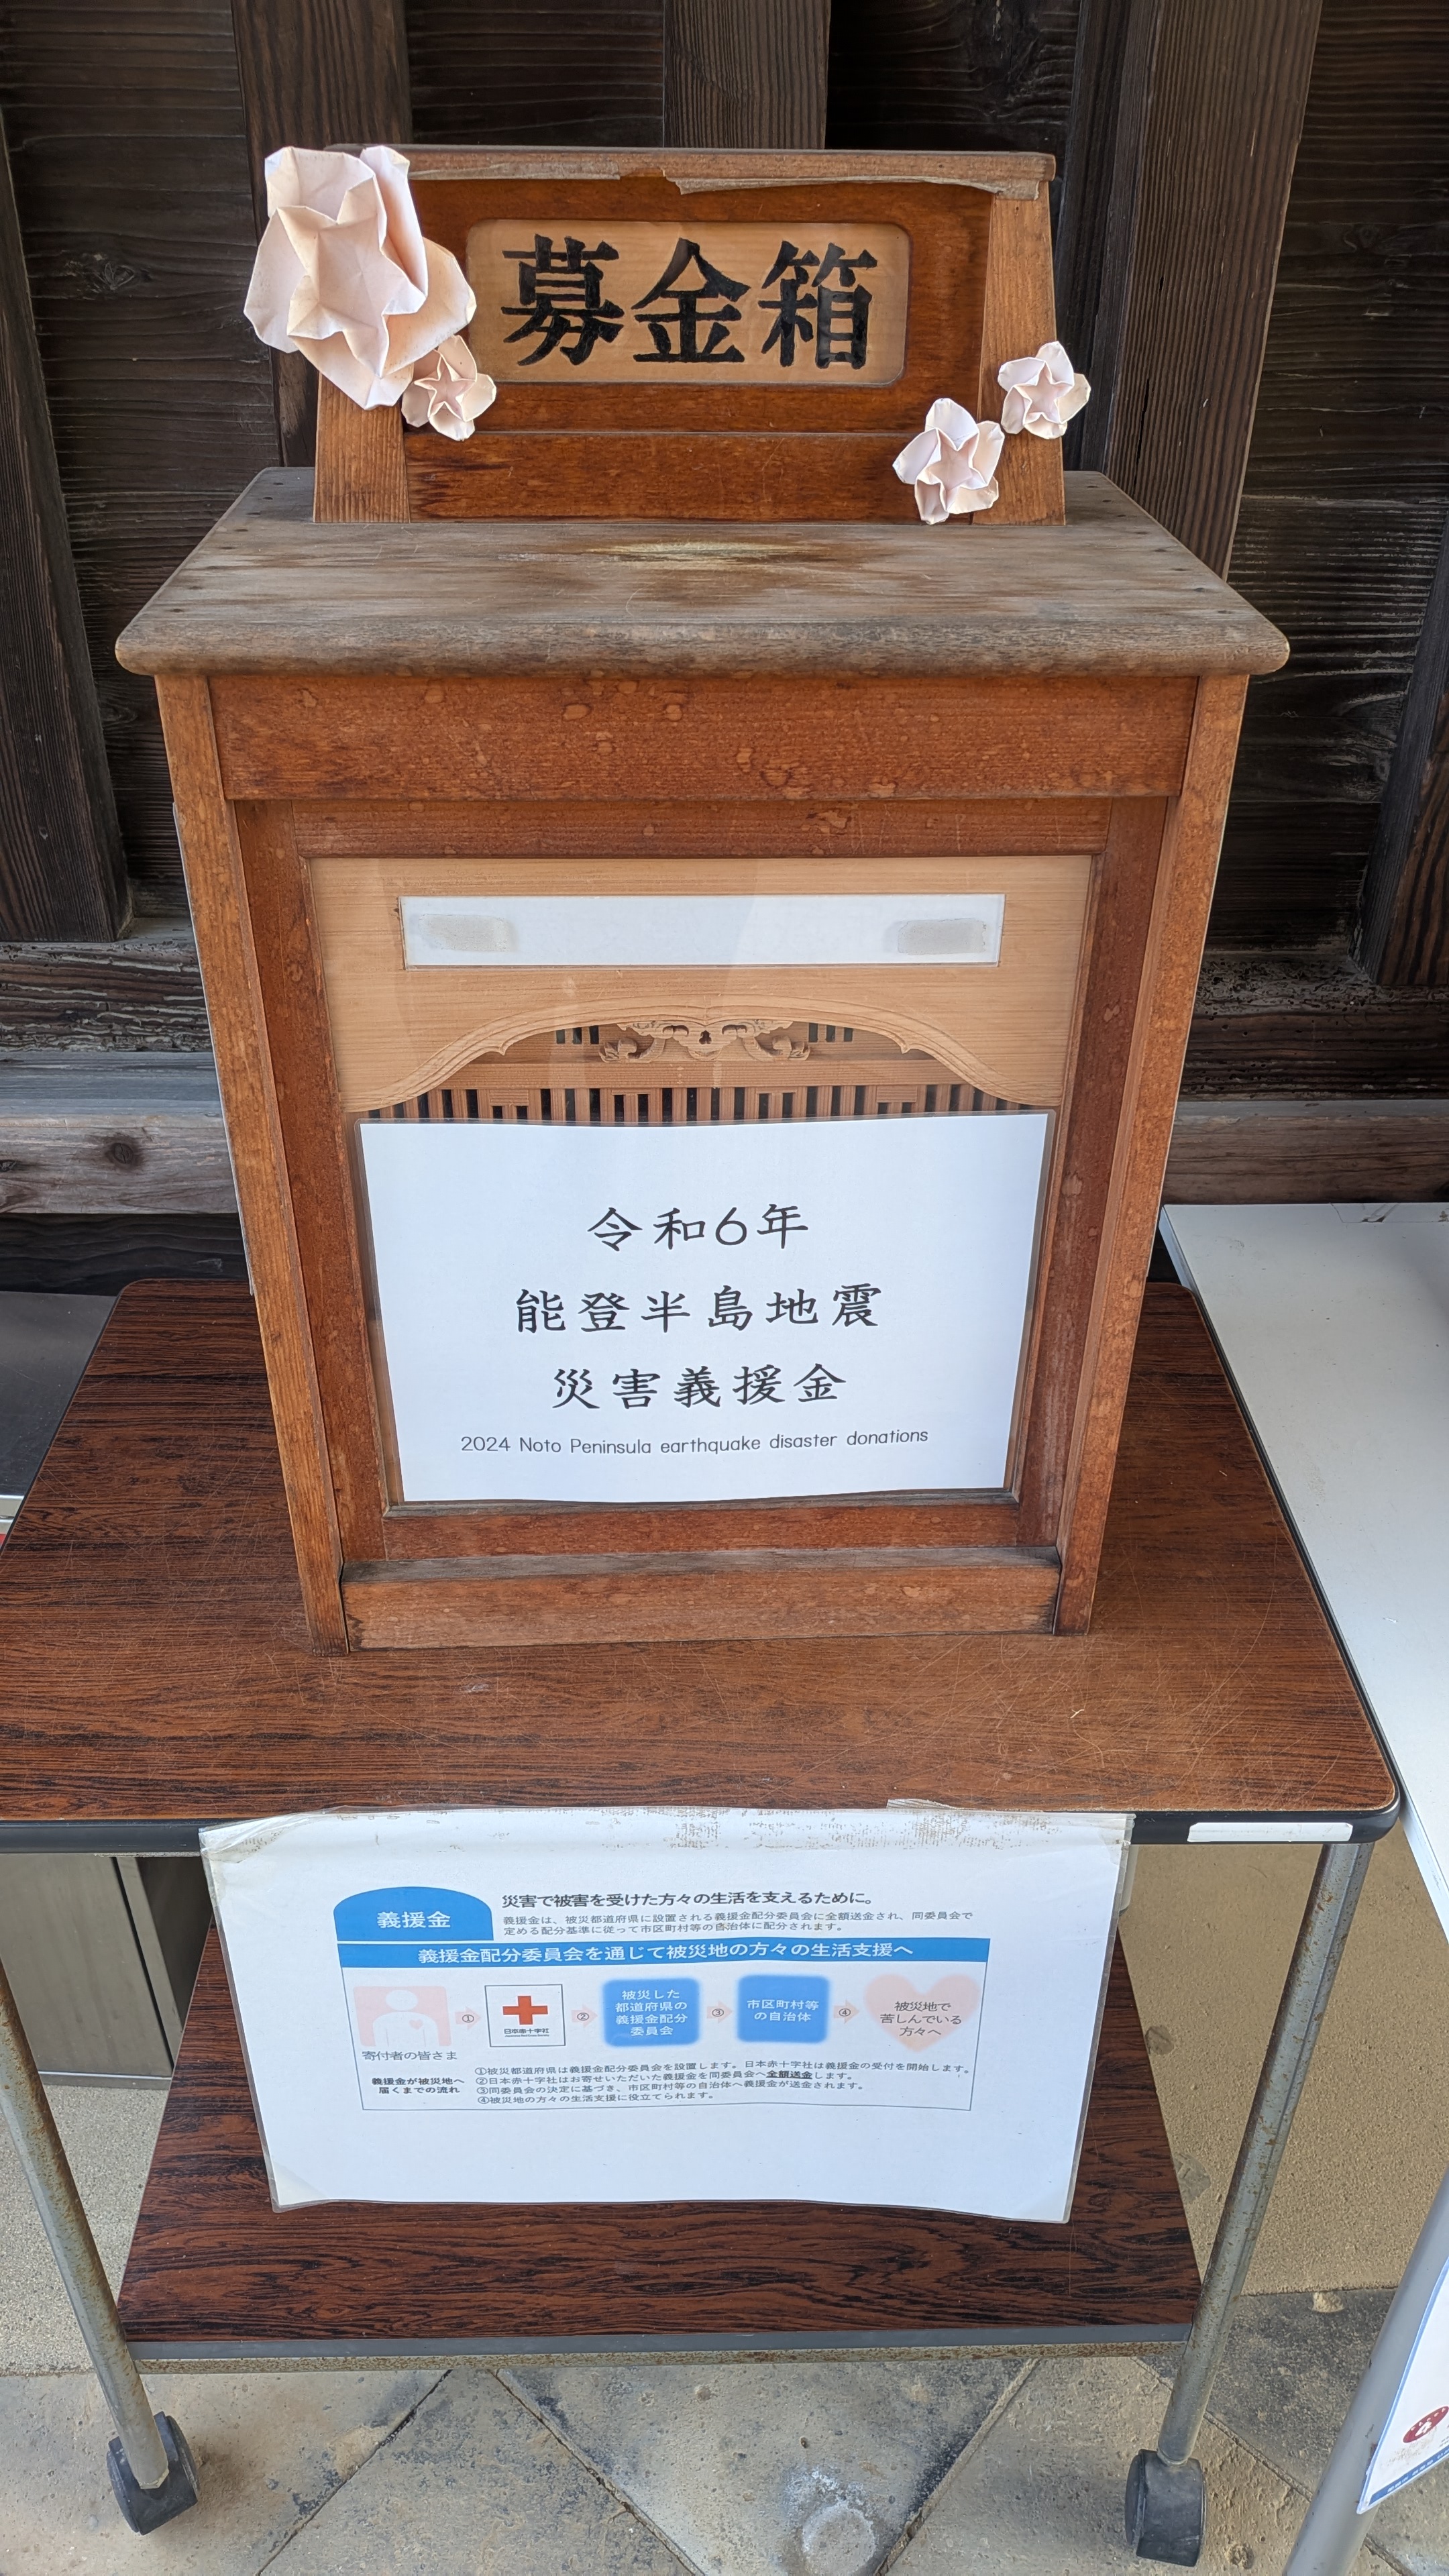 募金箱
令和6年
能登半島地震
災害義援金
2024 Noto Peninsula earthquake disaster donations
義援金
災害で被害を受けた方々の生活を支えるために。
義援金は、被災都道府県に設置される義援金配分委員会に全額送金され、同委員会で
定める配分基準に従って市区町村等の自治体に配分されます。
義援金配分委員会を通じて被災地の方々の生活支援へ
寄付者の皆さま
①
日本赤十字社
②
被災した
都道府県の
義援金配分
委員会
③
市区町村等
の自治体
④
被災地で
苦しんでいる
方々へ
義援金が被災地へ
届くまでの流れ
①被災都道府県は義援金配分委員会を設置します。日本赤十字社は義援金の受付を開始します。
②日本赤十字社はお寄せいただいた義援金を同委員会へ全額送金します。
③同委員会の決定に基づき、市区町村等の自治体へ義援金が送金されます。
④被災地の方々の生活支援に役立てられます。